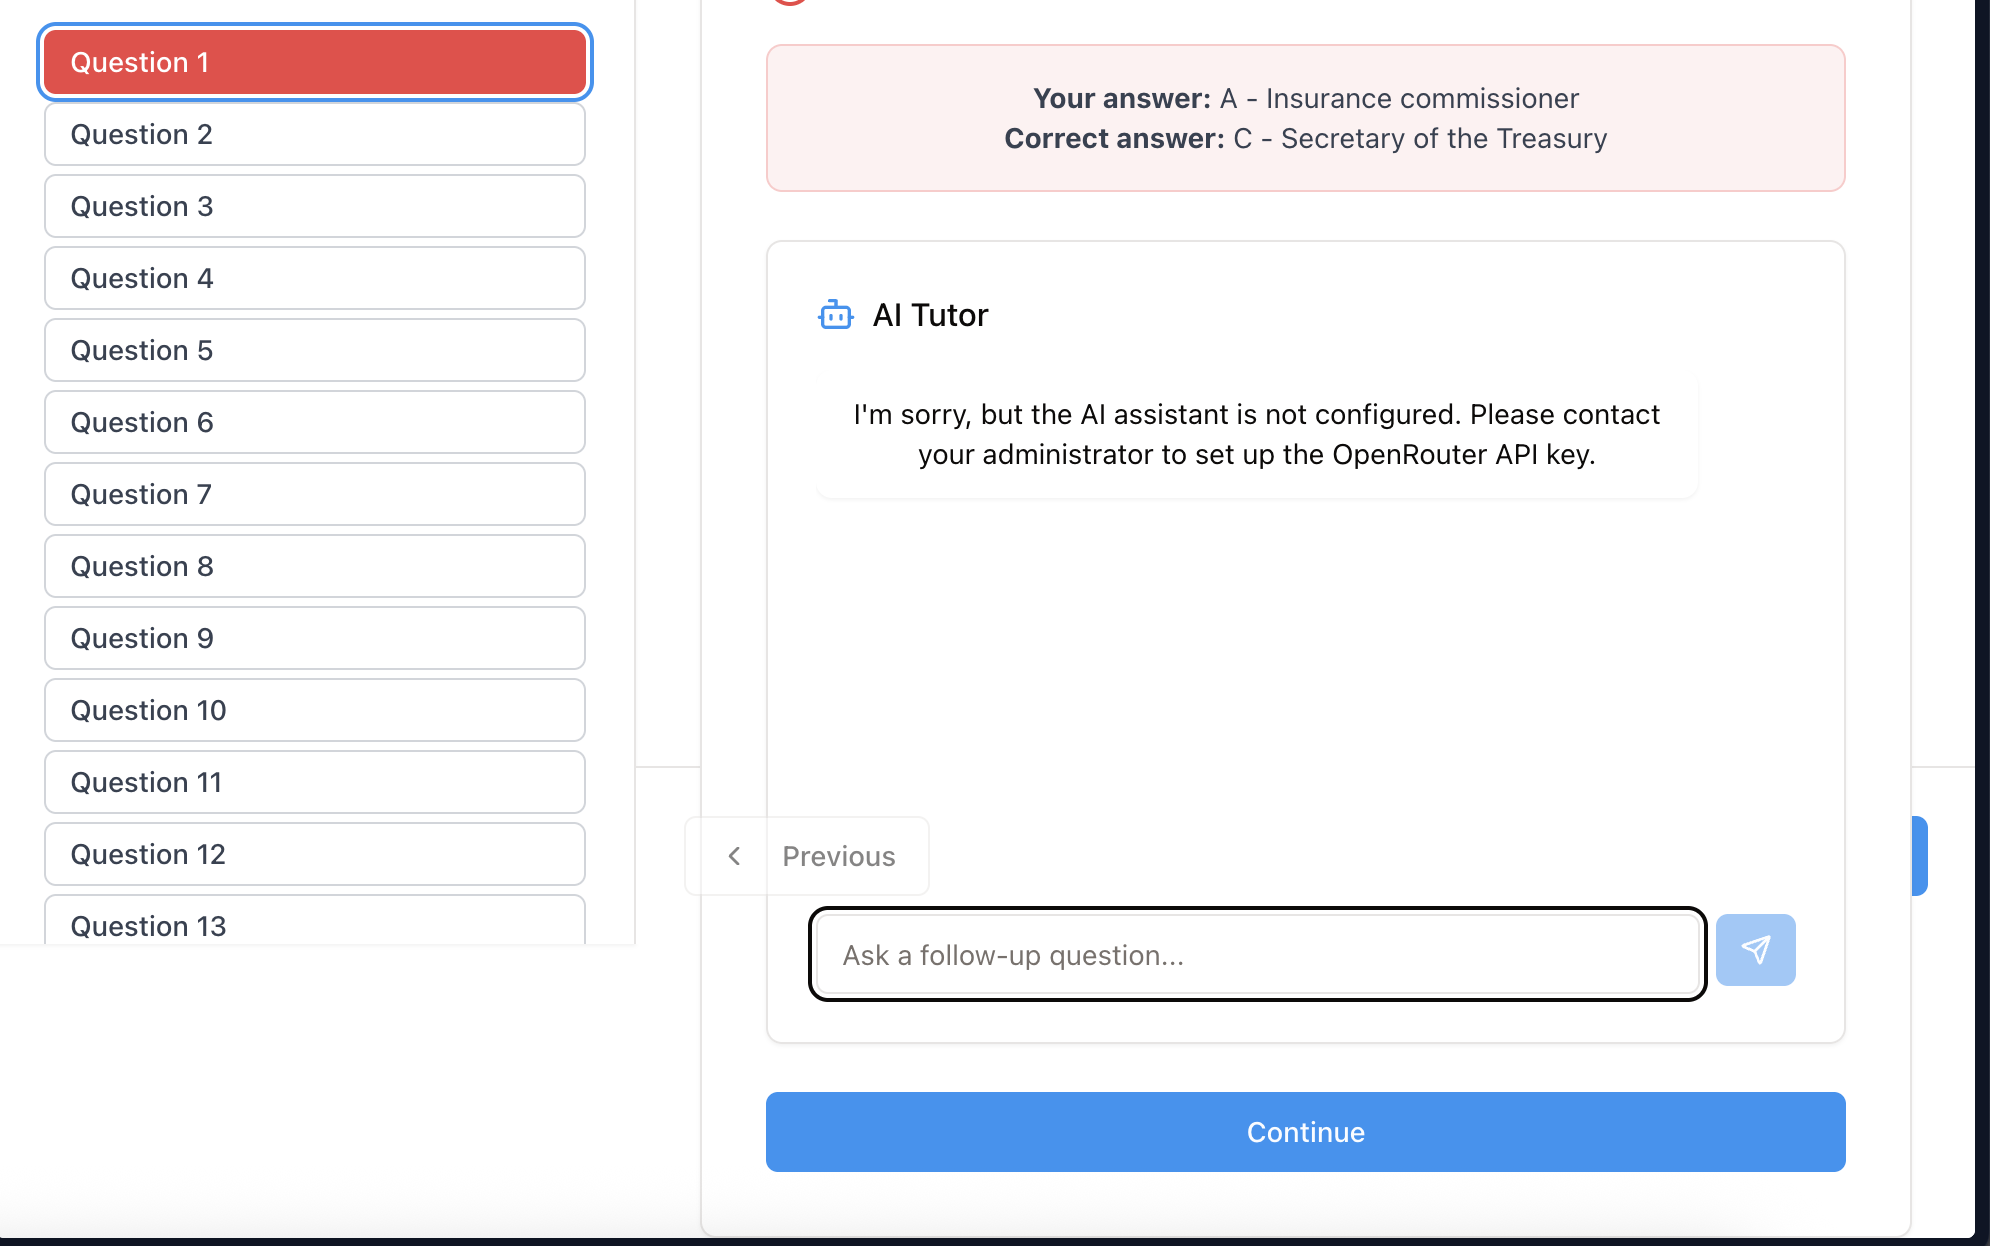 Question 1
Question 2
Question 3
Question 4
Question 5
Question 6
Question 7
Question 8
Question 9
Question 10
Question 11
Question 12
Question 13
Your answer: A - Insurance commissioner
Correct answer: C - Secretary of the Treasury
AI Tutor
I'm sorry, but the AI assistant is not configured. Please contact
your administrator to set up the OpenRouter API key.
Previous
Ask a follow-up question...
Continue